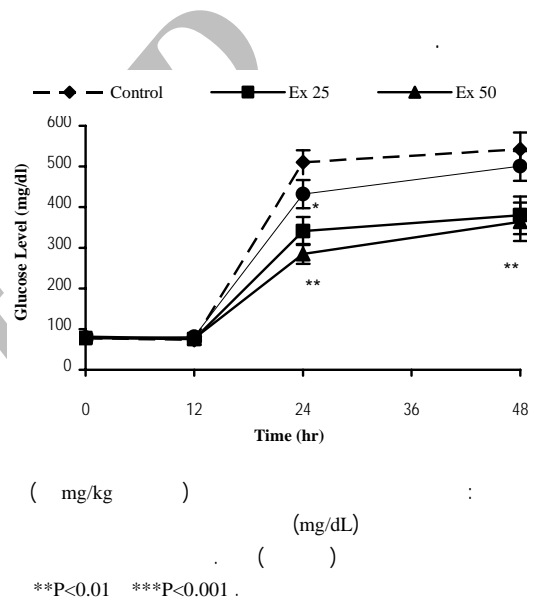 .
Control Ex 25 Ex 50
600
500
400
300
200
100
0
Glucose Level (mg/dl)
*
**
**
0 12 24 36 48
Time (hr)
( mg/kg ) :
(mg/dL)
. ( )
**P<0.01 ***P<0.001 .